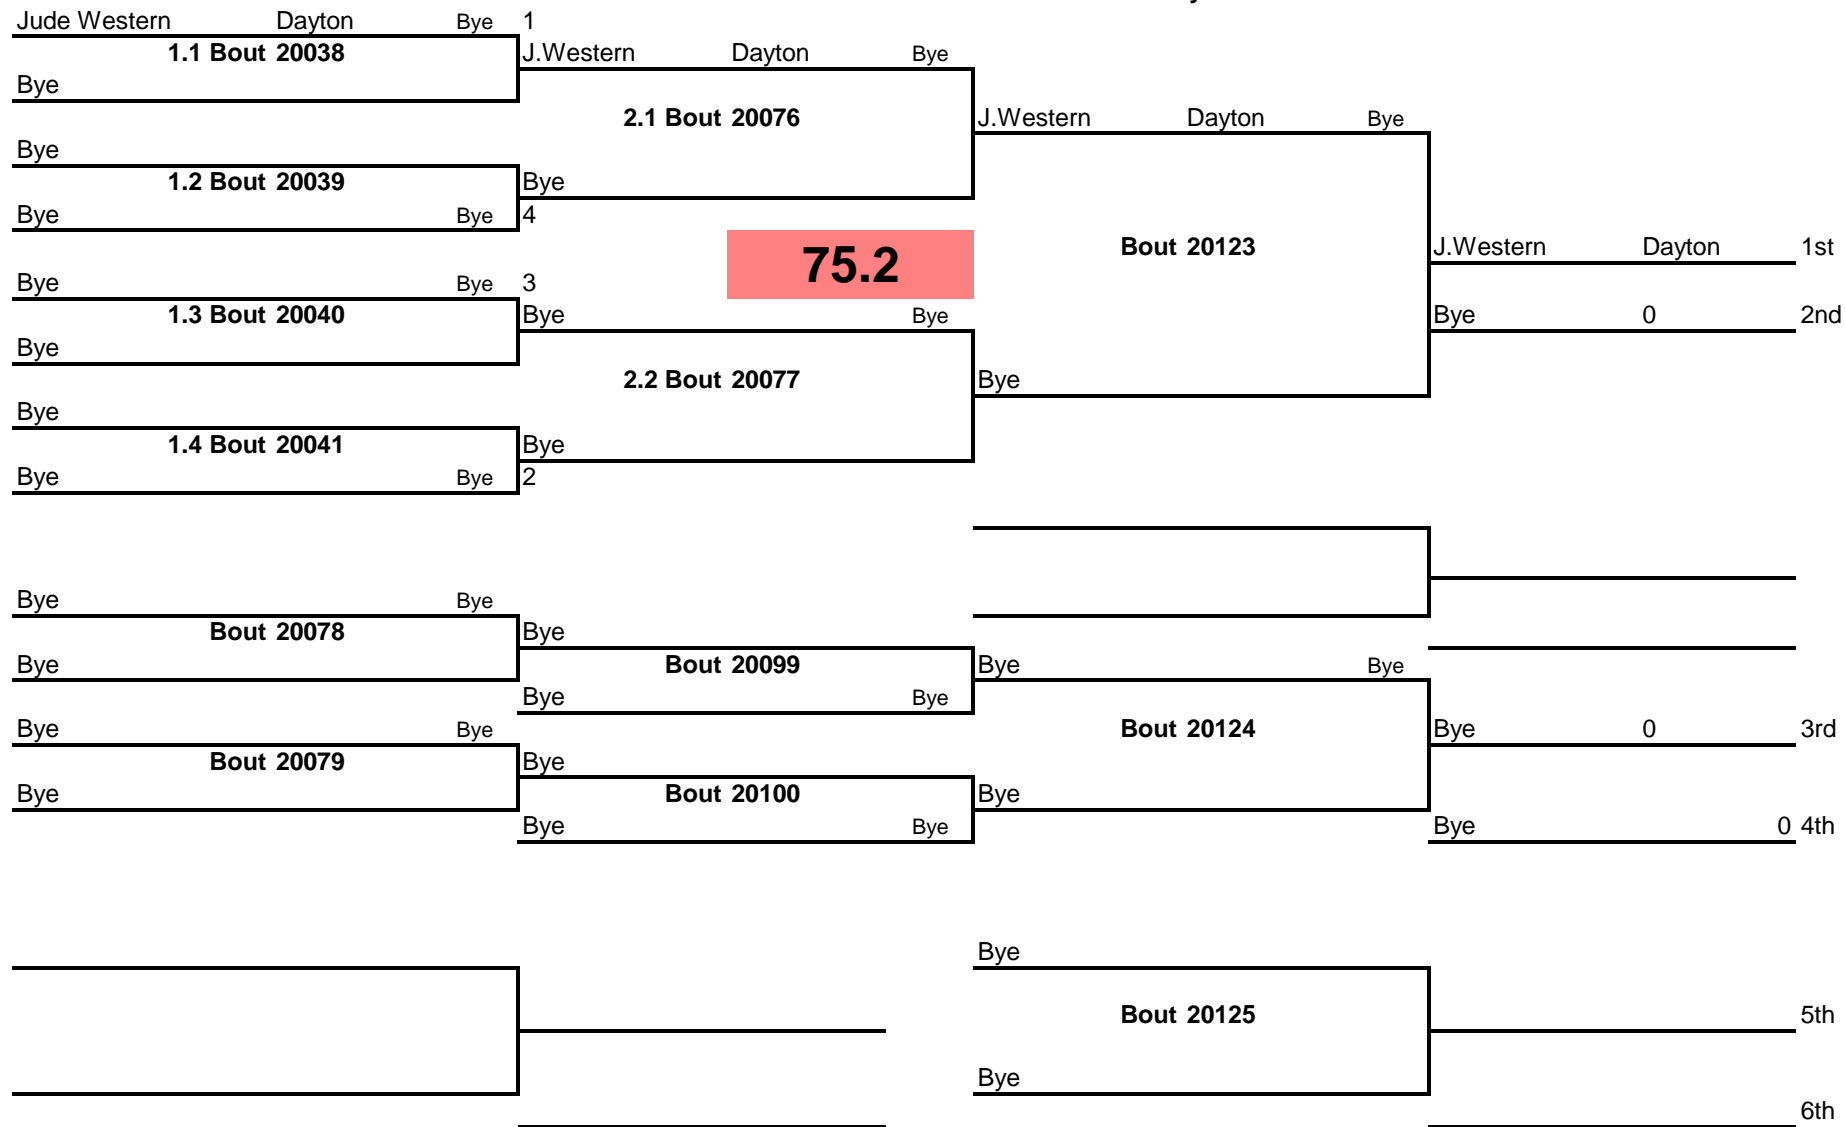 Jude Western Dayton Bye 1
1.1 Bout 20038 J.Western Dayton Bye
Bye
2.1 Bout 20076 J.Western Dayton Bye
Bye
1.2 Bout 20039 Bye
Bye Bye 4
75.2 Bout 20123 J.Western Dayton 1st
Bye Bye 3
1.3 Bout 20040 Bye Bye Bye 0 2nd
Bye
2.2 Bout 20077 Bye
Bye
1.4 Bout 20041 Bye
Bye Bye 2
Bye Bye
Bout 20078 Bye
Bye Bout 20099 Bye Bye
Bye Bye
Bye Bye Bout 20124 Bye 0 3rd
Bout 20079 Bye
Bye Bout 20100 Bye
Bye Bye Bye 0 4th
Bye
Bout 20125 5th
Bye
6th